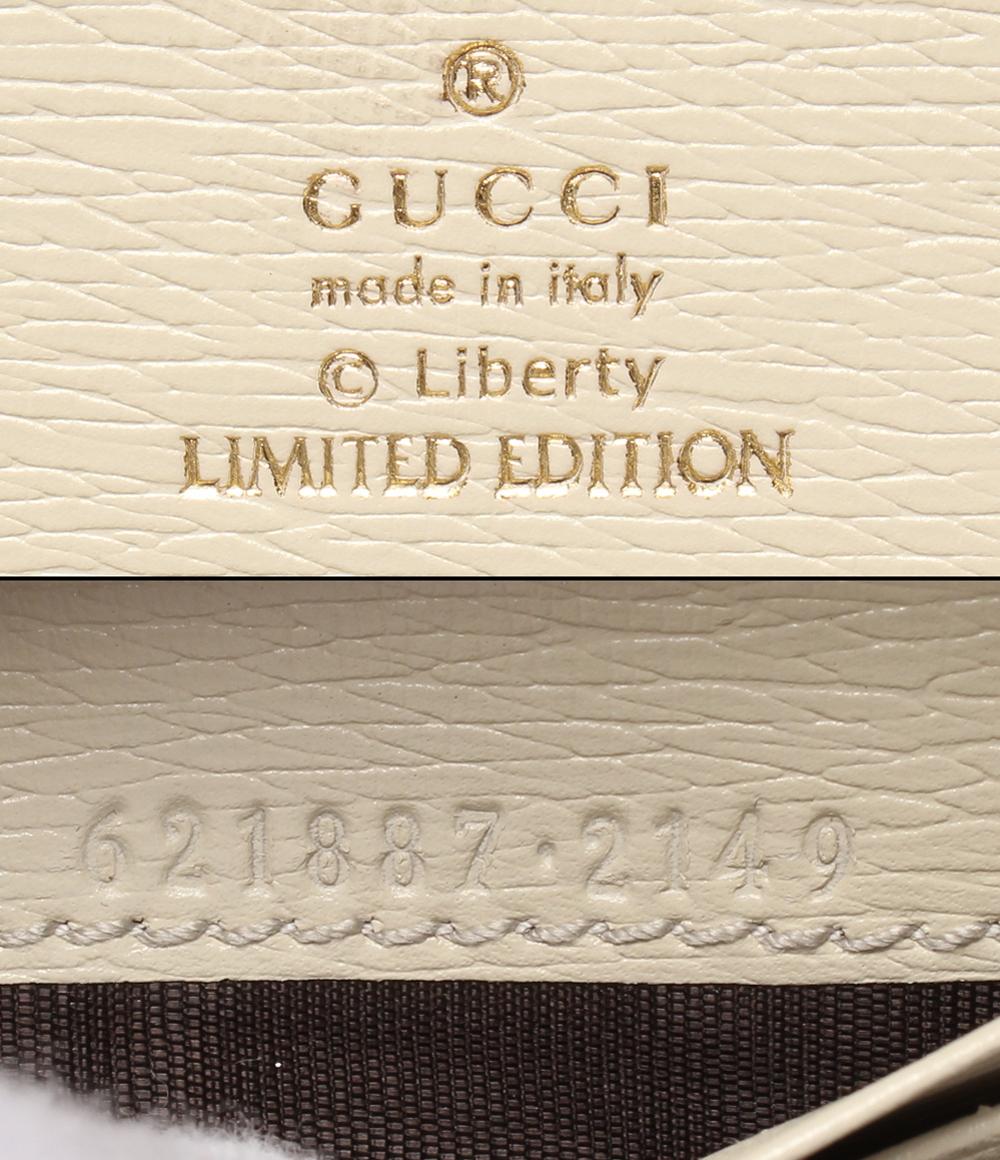 ®
GUCCI
made in italy
© Liberty
LIMITED EDITION
621887·2149